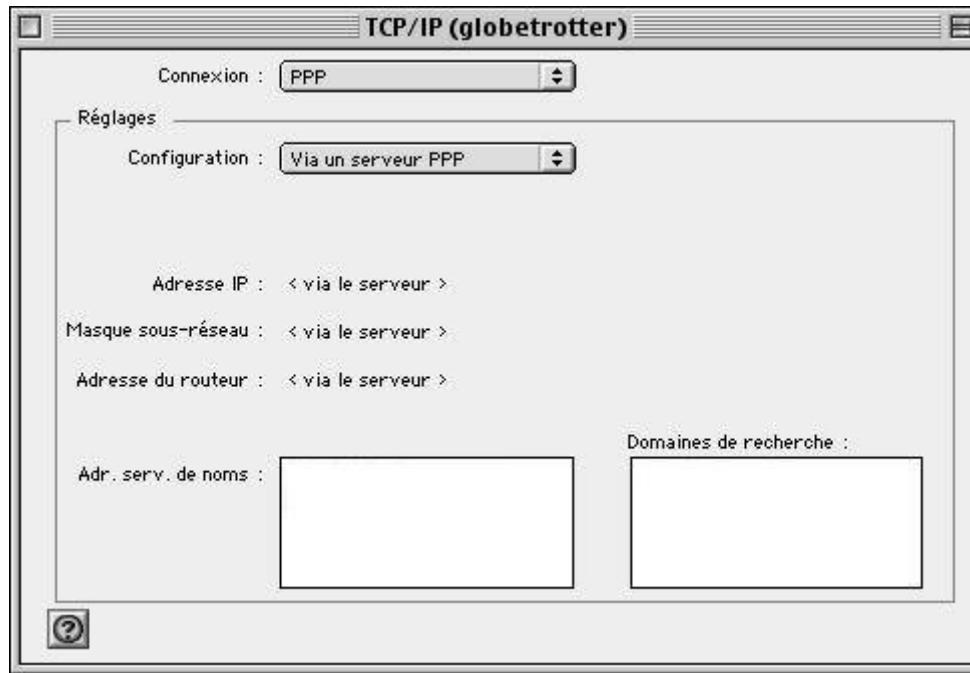 TCP/IP (globetrotter)
Connexion : PPP
Réglages
Configuration : Via un serveur PPP
Adresse IP : < via le serveur >
Masque sous-réseau : < via le serveur >
Adresse du routeur : < via le serveur >
Domaines de recherche :
Adr. serv. de noms :
?